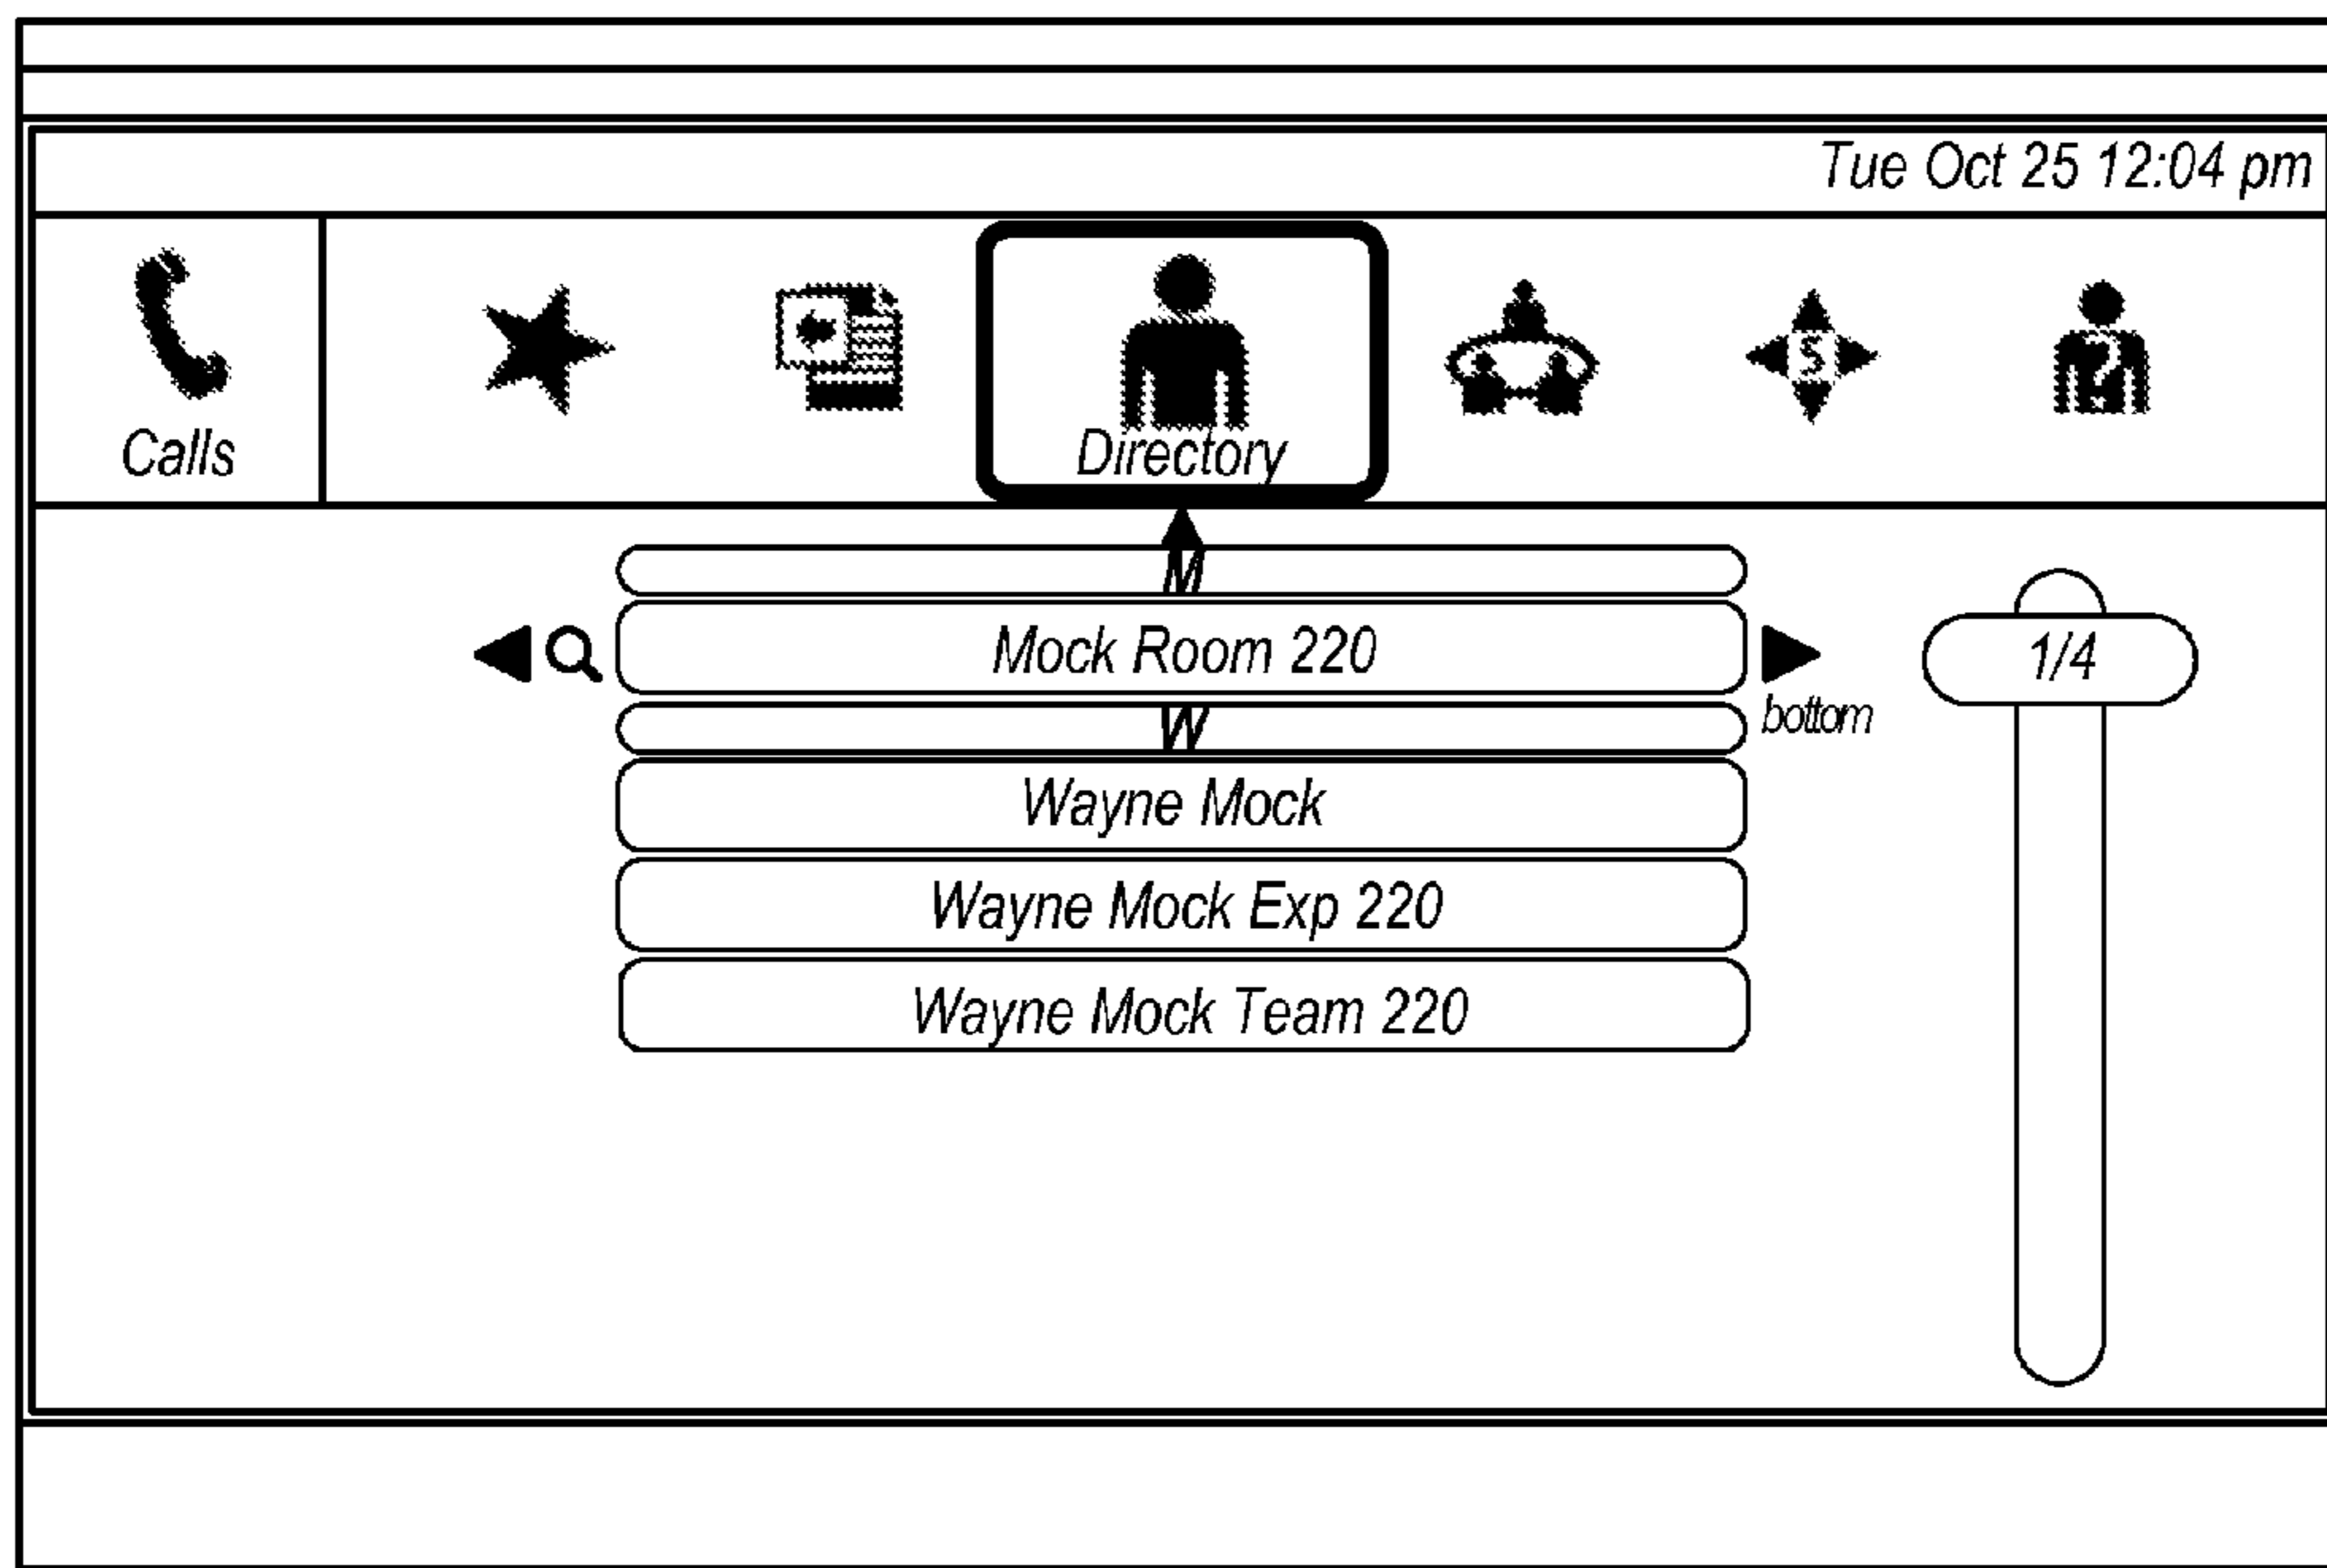 Tue Oct 25 12:04 pm
Calls
Directory
M
Mock Room 220
1/4
bottom
W
Wayne Mock
Wayne Mock Exp 220
Wayne Mock Team 220